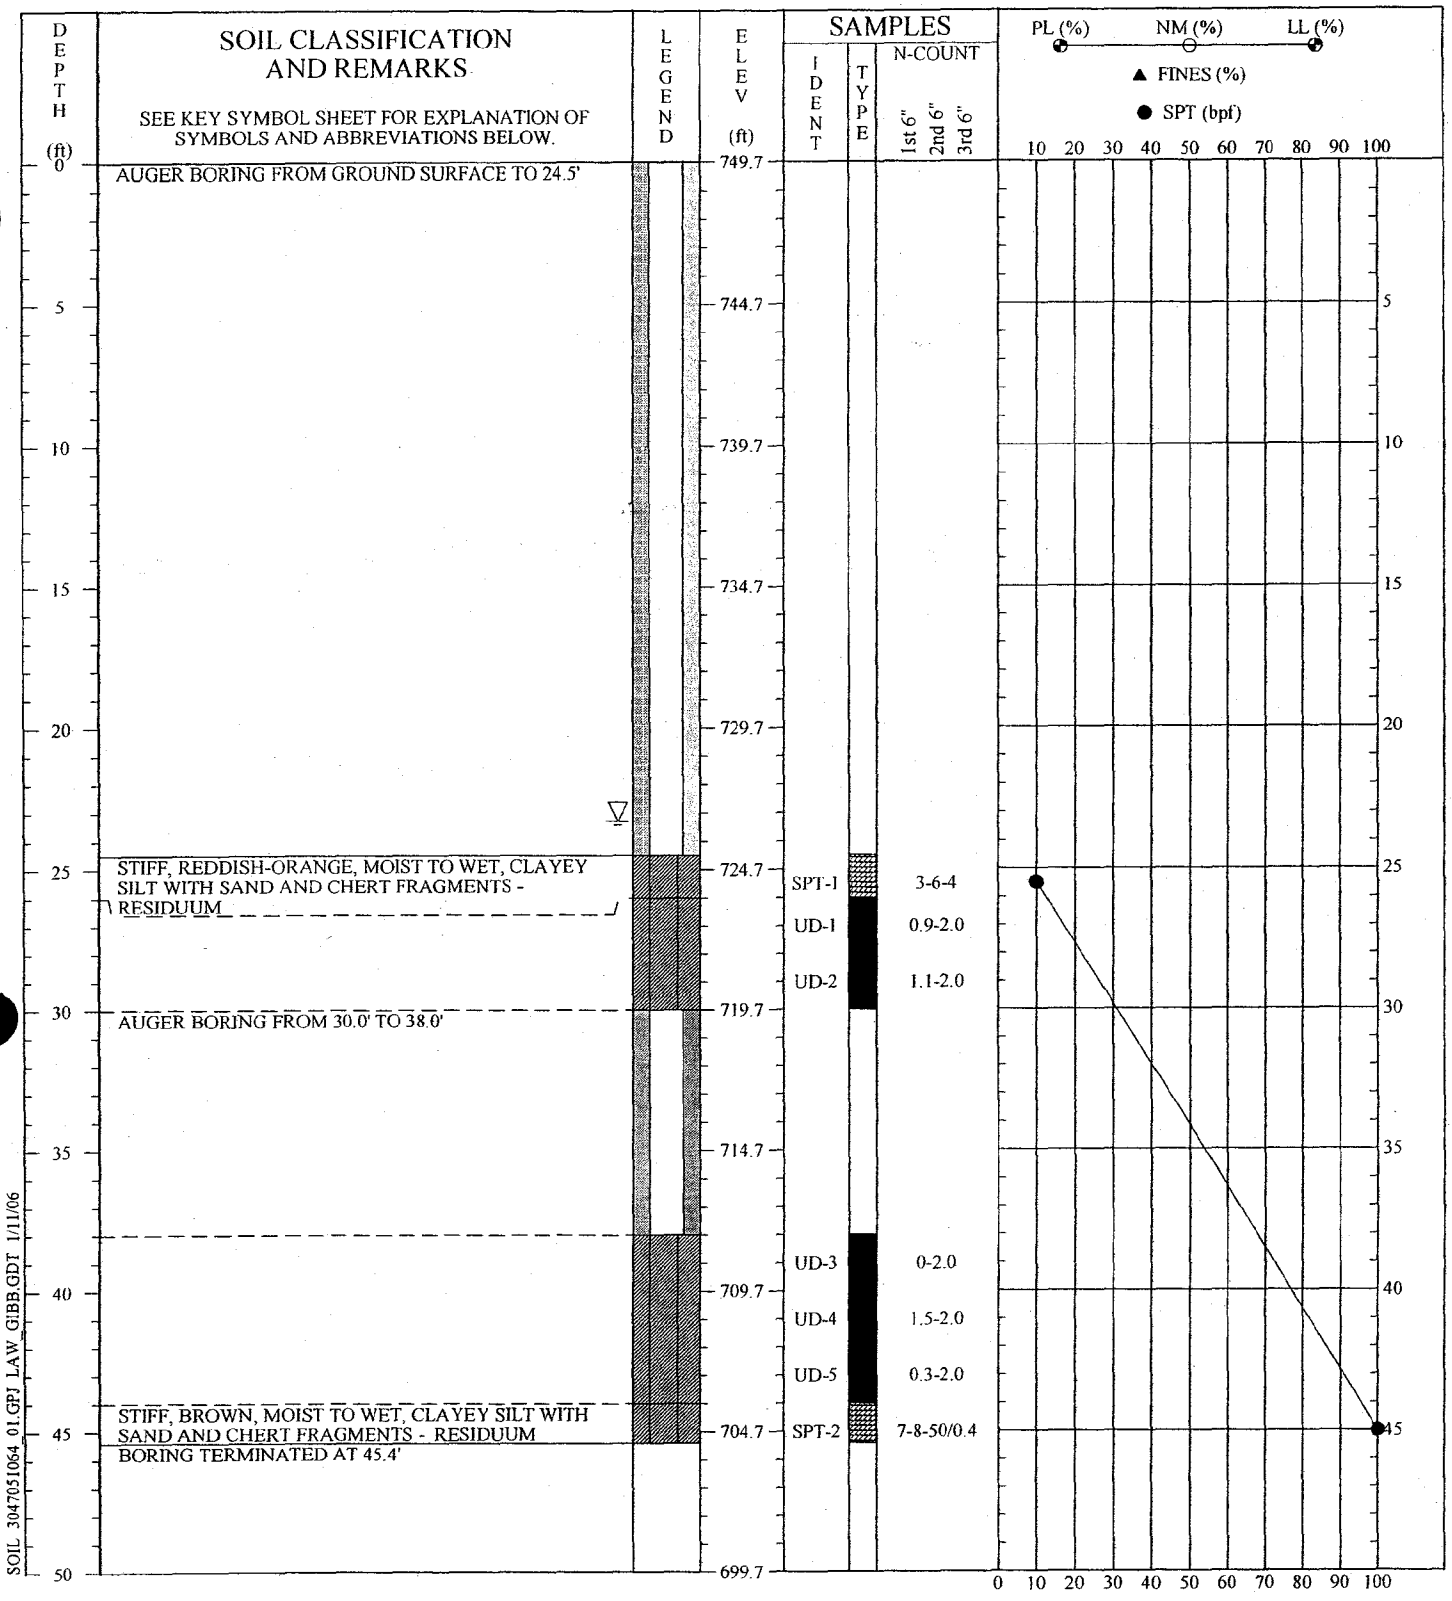 DEPTH
(ft)
SOIL CLASSIFICATION
AND REMARKS
SEE KEY SYMBOL SHEET FOR EXPLANATION OF
SYMBOLS AND ABBREVIATIONS BELOW.
LEGEND
ELEV
(ft)
SAMPLES
IDENT
TYPE
N-COUNT
1st 6"
2nd 6"
3rd 6"
PL (%) NM (%) LL (%)
▲ FINES (%)
● SPT (bpf)
10 20 30 40 50 60 70 80 90 100
0 749.7
AUGER BORING FROM GROUND SURFACE TO 24.5'
5 744.7 5
10 739.7 10
15 734.7 15
20 729.7 20
STIFF, REDDISH-ORANGE, MOIST TO WET, CLAYEY
25 724.7 25
SILT WITH SAND AND CHERT FRAGMENTS -
SPT-1 3-6-4
RESIDUUM
UD-1 0.9-2.0
UD-2 1.1-2.0
30 719.7 30
AUGER BORING FROM 30.0' TO 38.0'
35 714.7 35
UD-3 0-2.0
40 709.7 40
UD-4 1.5-2.0
UD-5 0.3-2.0
STIFF, BROWN, MOIST TO WET, CLAYEY SILT WITH
SAND AND CHERT FRAGMENTS - RESIDUUM
45 704.7 SPT-2 7-8-50/0.4 45
BORING TERMINATED AT 45.4'
50 699.7
0 10 20 30 40 50 60 70 80 90 100
SOIL 3047051064 01.GPJ LAW_GIBB.GDT 1/11/06